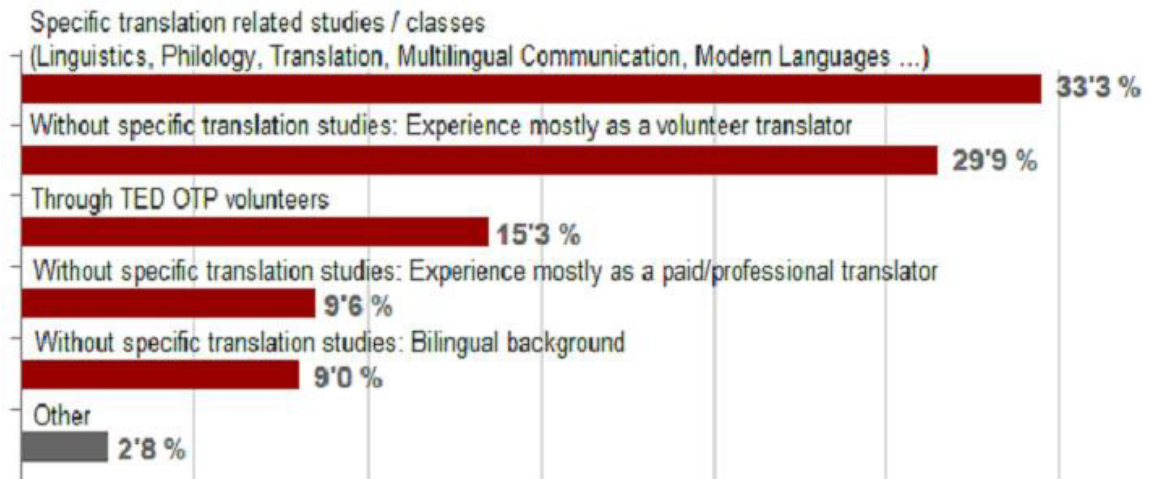 Specific translation related studies / classes
(Linguistics, Philology, Translation, Multilingual Communication, Modern Languages ...)
33'3 %
Without specific translation studies: Experience mostly as a volunteer translator
29'9 %
Through TED OTP volunteers
15'3 %
Without specific translation studies: Experience mostly as a paid/professional translator
9'6 %
Without specific translation studies: Bilingual background
9'0 %
Other
2'8 %